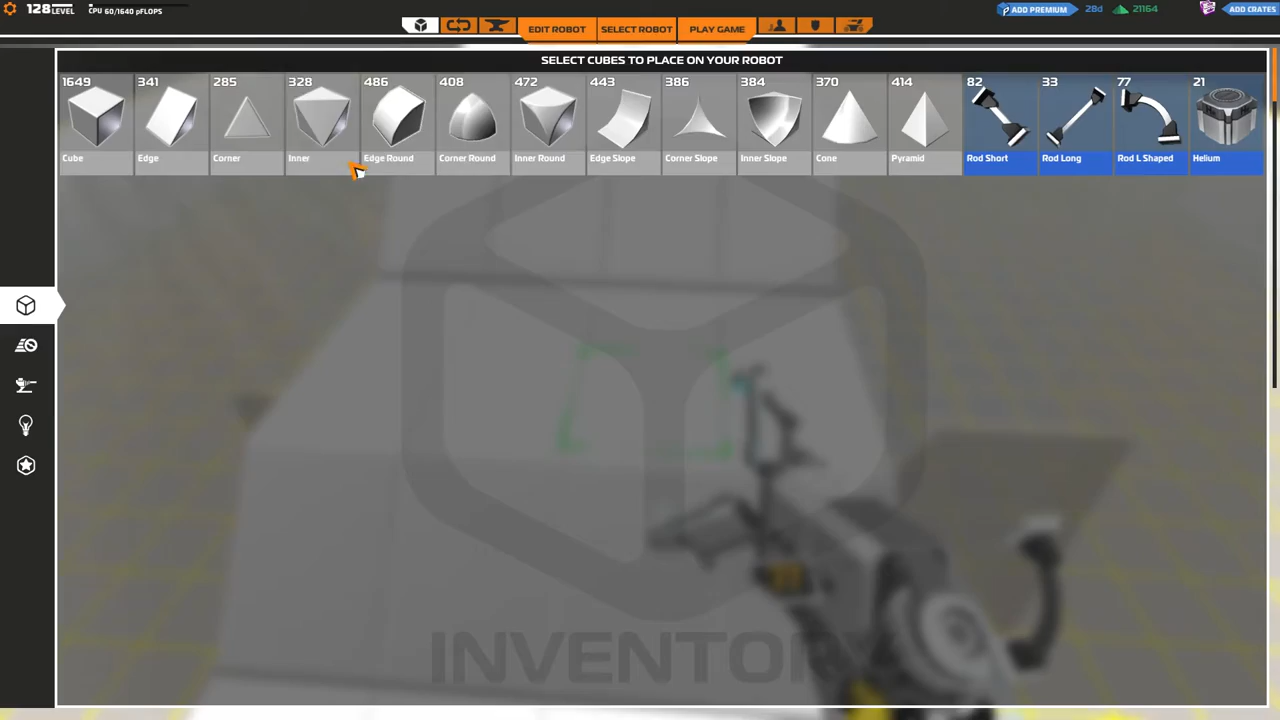 128 LEVEL CPU 60/1640 pFLOPS ADD PREMIUM 28d 21164 ADD CRATES
EDIT ROBOT SELECT ROBOT PLAY GAME
SELECT CUBES TO PLACE ON YOUR ROBOT
1649 341 285 328 486 408 472 443 386 384 370 414 82 33 77 21
Cube Edge Corner Inner Edge Round Corner Round Inner Round Edge Slope Corner Slope Inner Slope Cone Pyramid Rod Short Rod Long Rod L Shaped Helium
INVENTORY